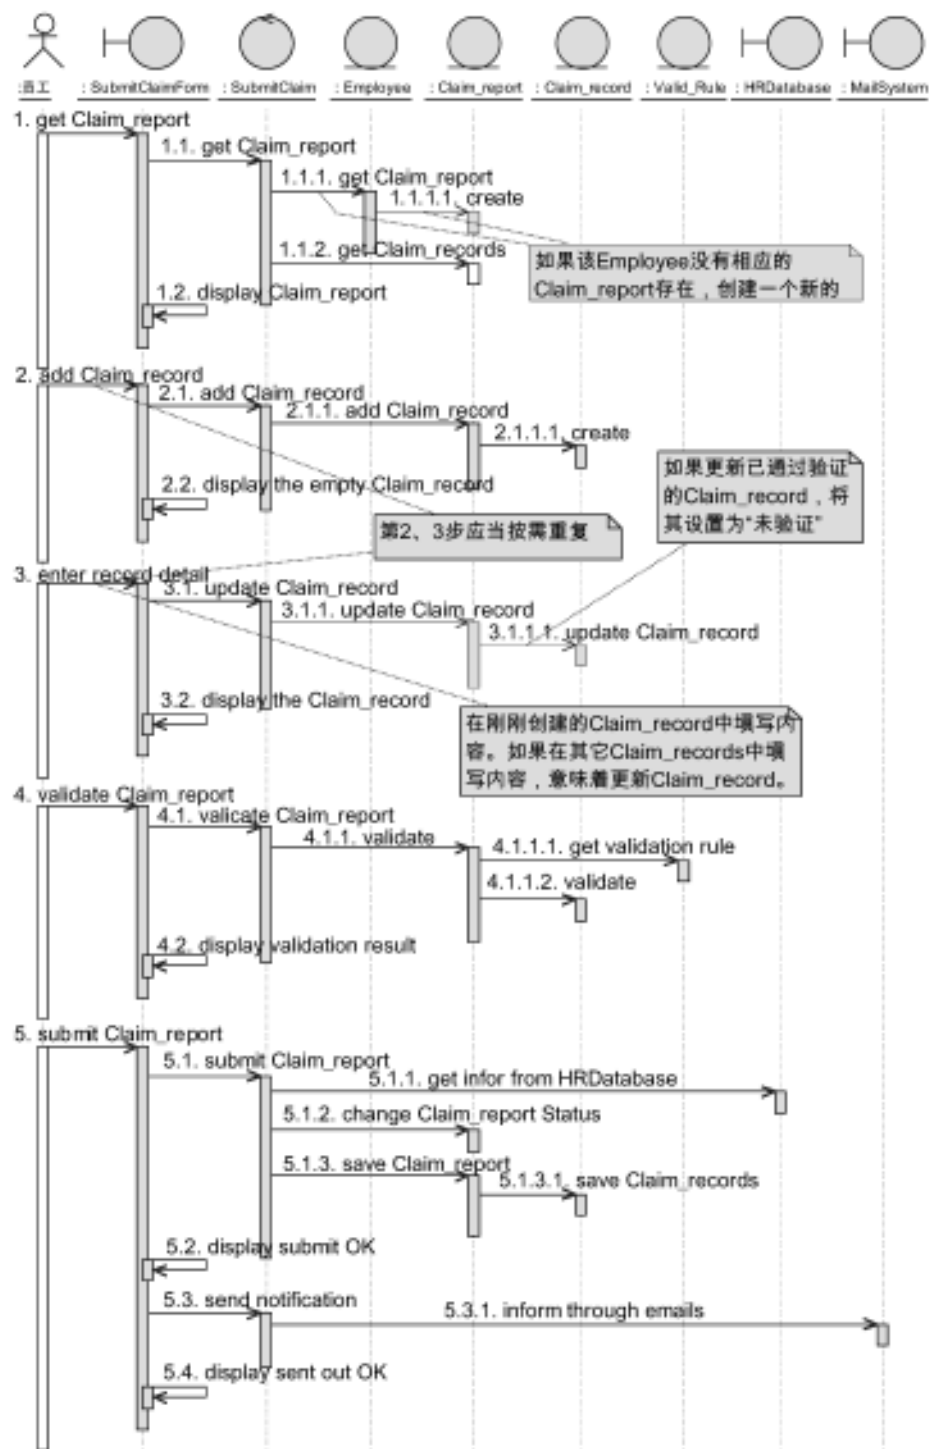 :员工
: SubmitClaimForm
: SubmitClaim
: Employee
: Claim_report
: Claim_record
: Valid_Rule
: HRDatabase
: MailSystem
1. get Claim_report
1.1. get Claim_report
1.1.1. get Claim_report
1.1.1.1. create
1.1.2. get Claim_records
如果该Employee没有相应的
Claim_report存在，创建一个新的
1.2. display Claim_report
2. add Claim_record
2.1. add Claim_record
2.1.1. add Claim_record
2.1.1.1. create
如果更新已通过验证
的Claim_record，将
其设置为“未验证”
2.2. display the empty Claim_record
第2、3步应当按需重复
3. enter record detail
3.1. update Claim_record
3.1.1. update Claim_record
3.1.1.1. update Claim_record
3.2. display the Claim_record
在刚刚创建的Claim_record中填写内
容。如果在其它Claim_records中填
写内容，意味着更新Claim_record。
4. validate Claim_report
4.1. valicate Claim_report
4.1.1. validate
4.1.1.1. get validation rule
4.1.1.2. validate
4.2. display validation result
5. submit Claim_report
5.1. submit Claim_report
5.1.1. get infor from HRDatabase
5.1.2. change Claim_report Status
5.1.3. save Claim_report
5.1.3.1. save Claim_records
5.2. display submit OK
5.3. send notification
5.3.1. inform through emails
5.4. display sent out OK